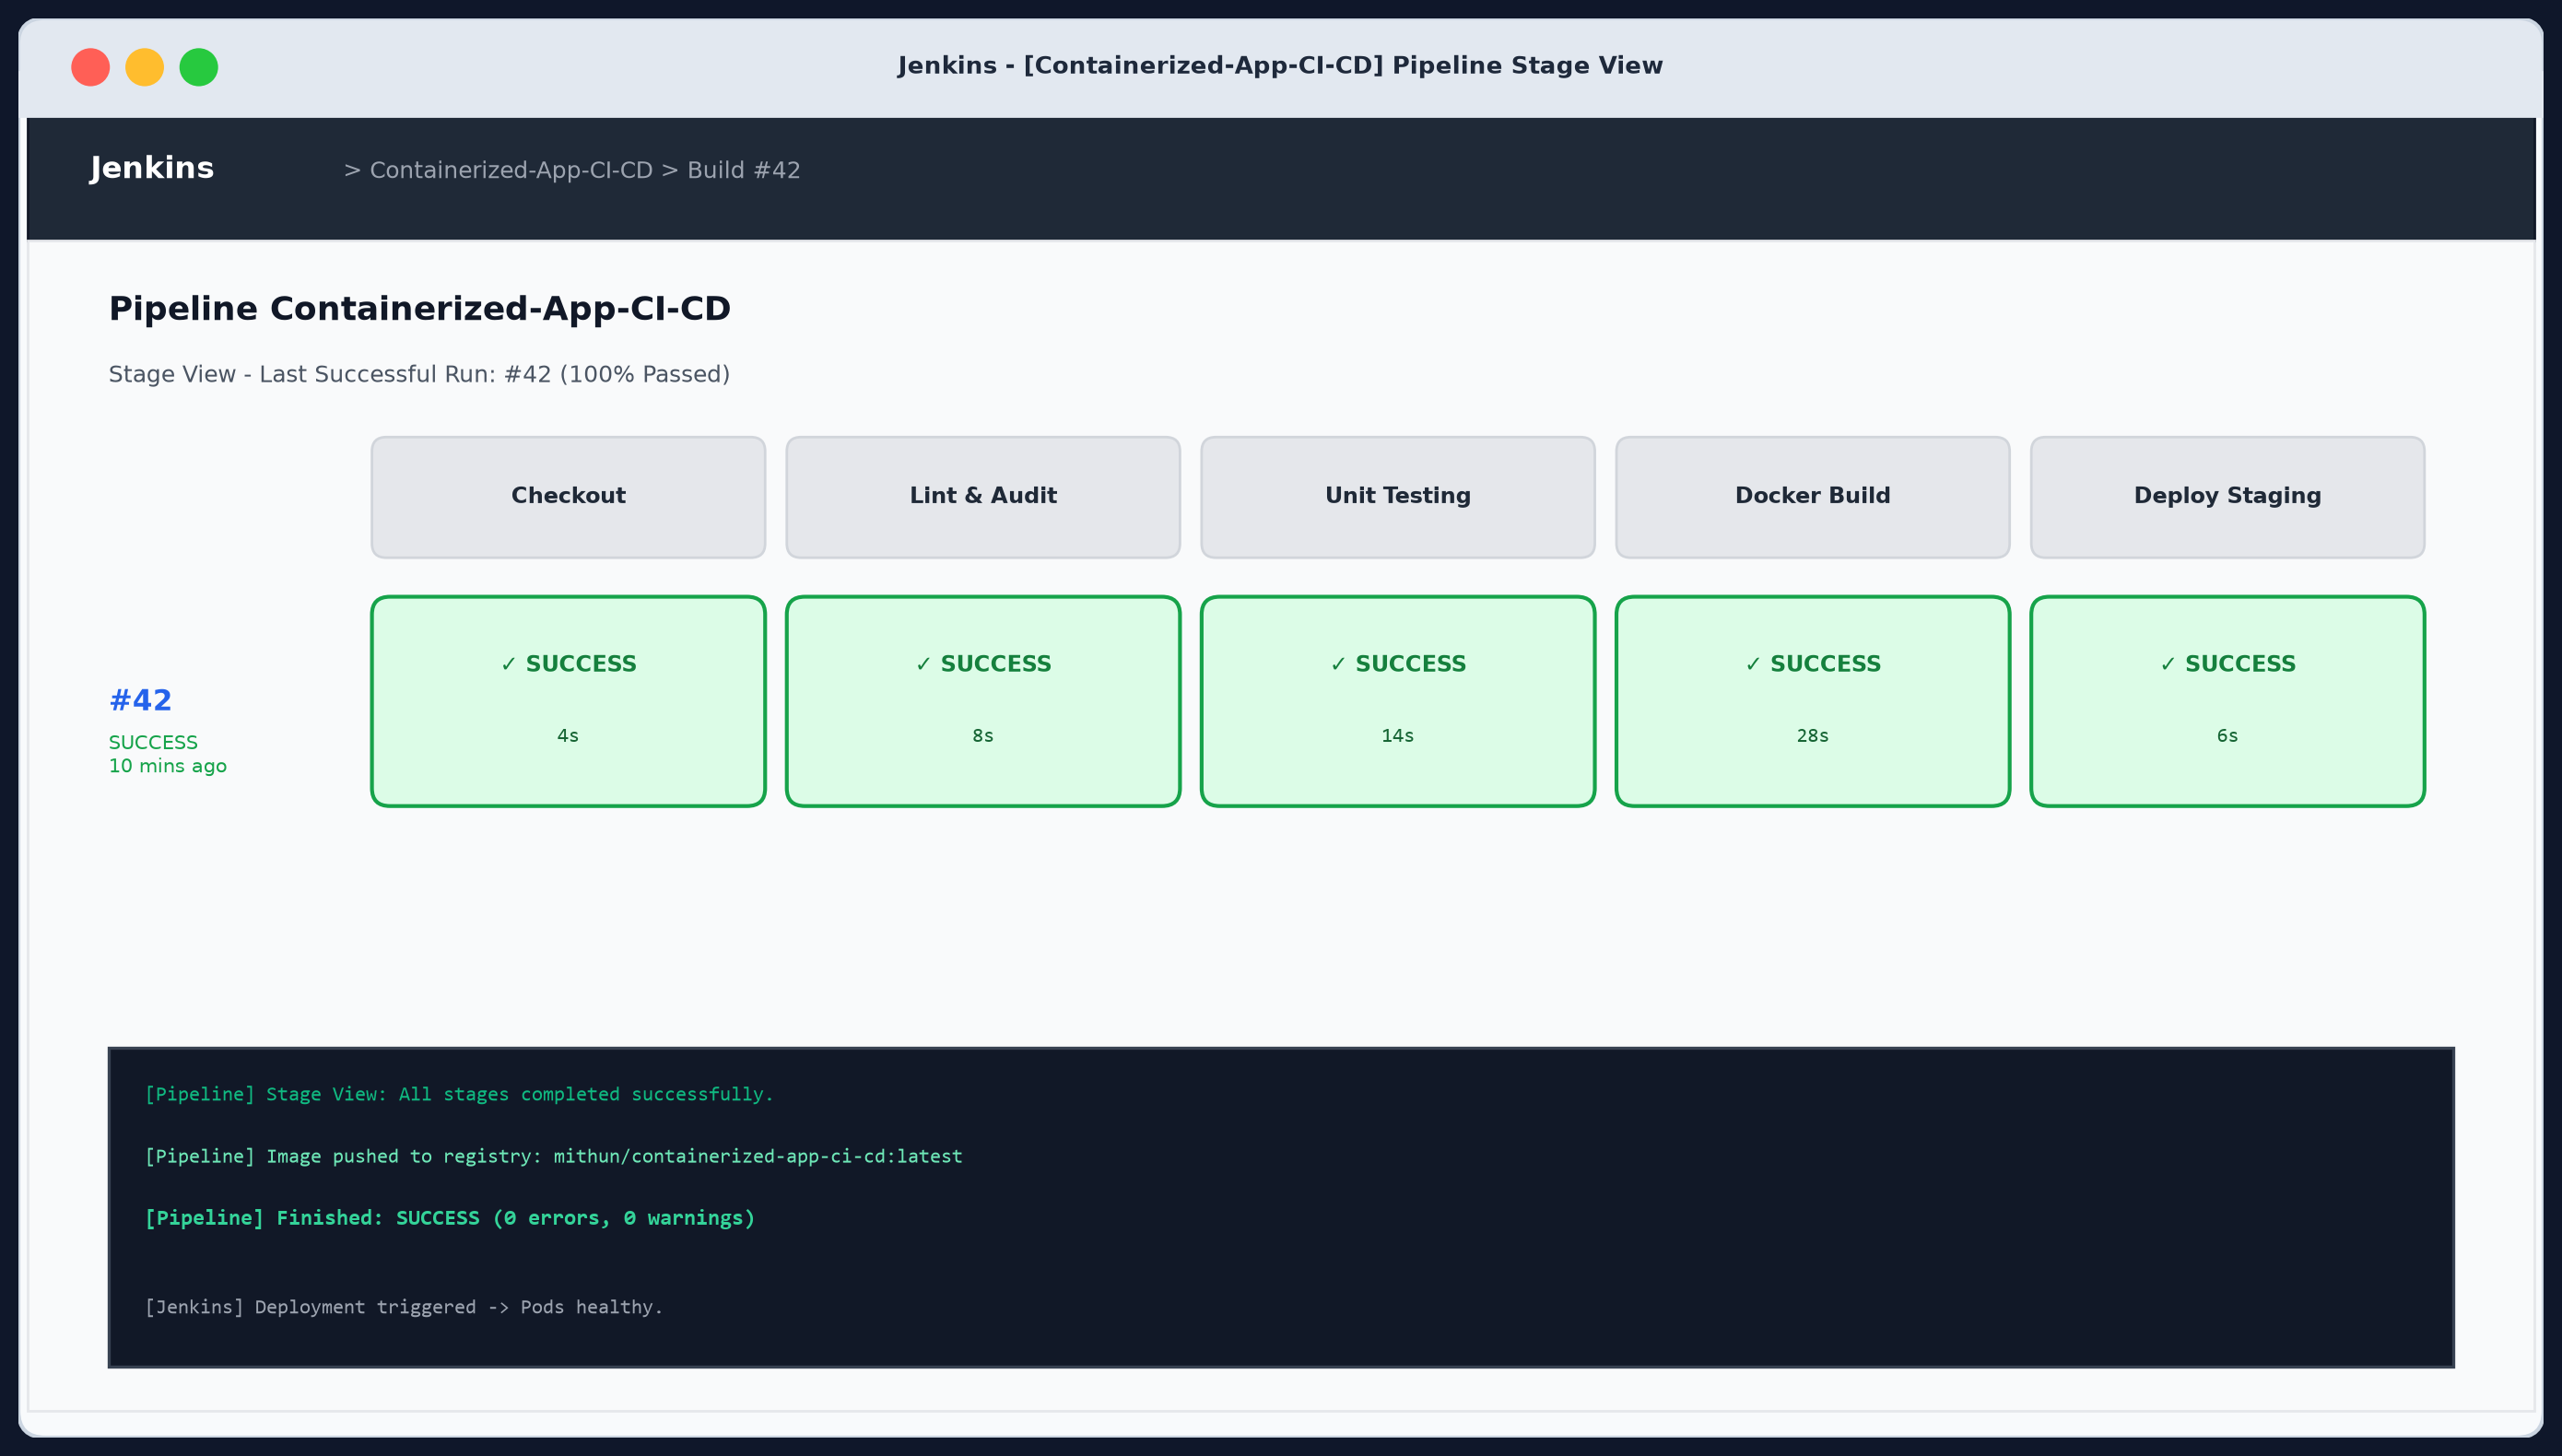 Jenkins - [Containerized-App-CI-CD] Pipeline Stage View
Jenkins > Containerized-App-CI-CD > Build #42
Pipeline Containerized-App-CI-CD
Stage View - Last Successful Run: #42 (100% Passed)
Checkout Lint & Audit Unit Testing Docker Build Deploy Staging
✓ SUCCESS ✓ SUCCESS ✓ SUCCESS ✓ SUCCESS ✓ SUCCESS
#42
4s 8s 14s 28s 6s
SUCCESS
10 mins ago
[Pipeline] Stage View: All stages completed successfully.
[Pipeline] Image pushed to registry: mithun/containerized-app-ci-cd:latest
[Pipeline] Finished: SUCCESS (0 errors, 0 warnings)
[Jenkins] Deployment triggered -> Pods healthy.